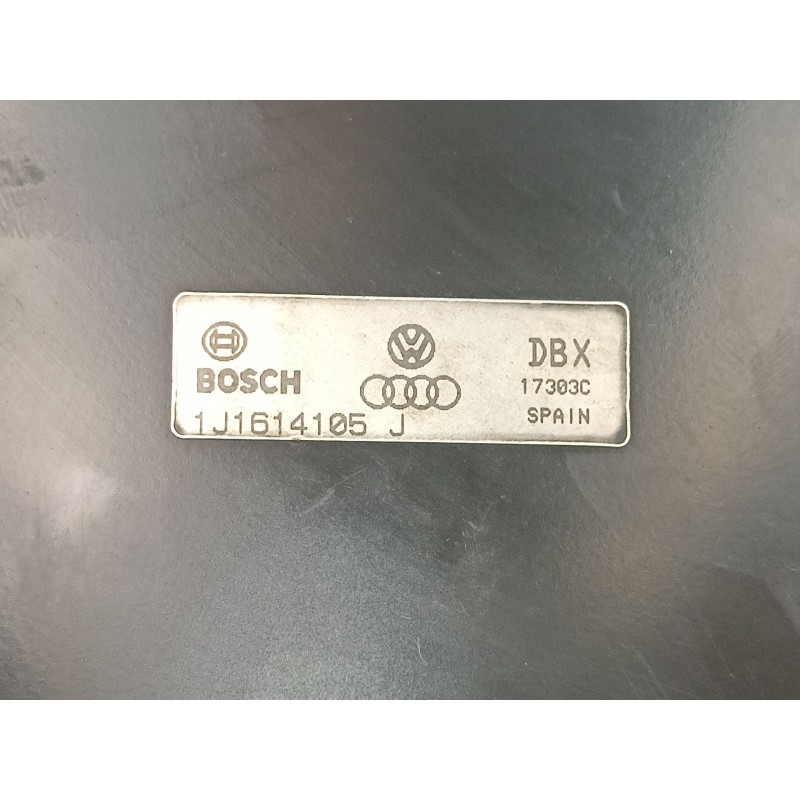 BOSCH
1J1614105 J
DBX
17303C
SPAIN